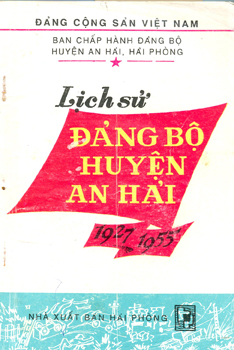 ĐẢNG CỘNG SẢN VIỆT NAM
BAN CHẤP HÀNH ĐẢNG BỘ
HUYỆN AN HẢI, HẢI PHÒNG
Lịch sử
ĐẢNG BỘ
HUYỆN
AN HẢI
1927 1955
NHÀ XUẤT BẢN HẢI PHÒNG